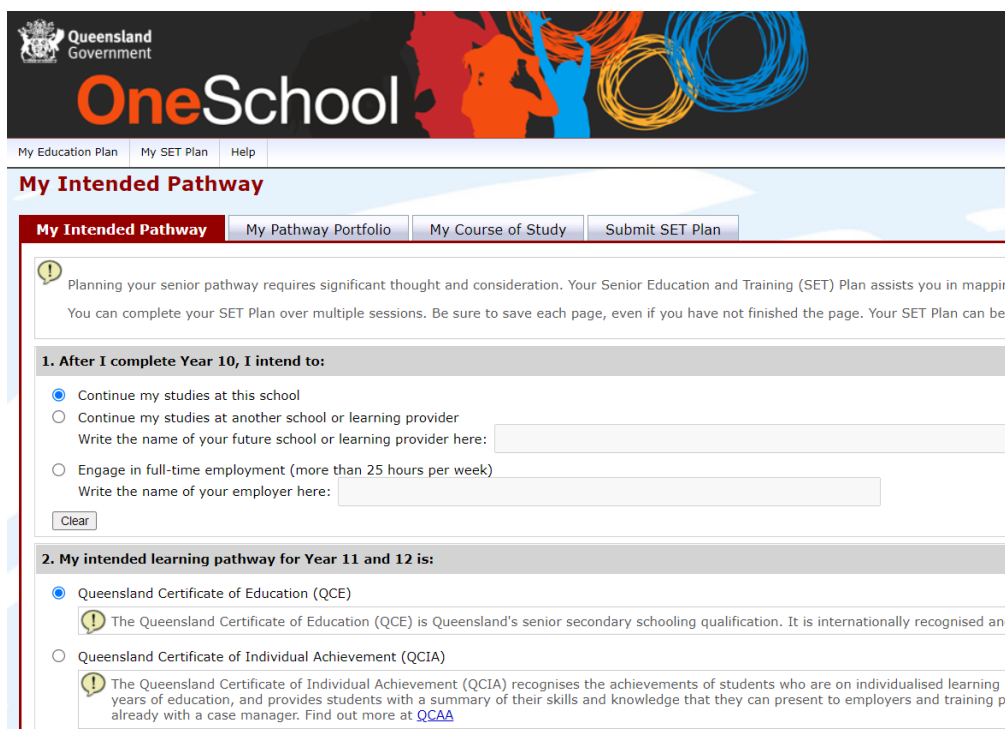 Queensland
Government
OneSchool
My Education Plan My SET Plan Help
My Intended Pathway
My Intended Pathway My Pathway Portfolio My Course of Study Submit SET Plan
Planning your senior pathway requires significant thought and consideration. Your Senior Education and Training (SET) Plan assists you in mappin
You can complete your SET Plan over multiple sessions. Be sure to save each page, even if you have not finished the page. Your SET Plan can be
1. After I complete Year 10, I intend to:
Continue my studies at this school
Continue my studies at another school or learning provider
Write the name of your future school or learning provider here:
Engage in full-time employment (more than 25 hours per week)
Write the name of your employer here:
Clear
2. My intended learning pathway for Year 11 and 12 is:
Queensland Certificate of Education (QCE)
The Queensland Certificate of Education (QCE) is Queensland's senior secondary schooling qualification. It is internationally recognised an
Queensland Certificate of Individual Achievement (QCIA)
The Queensland Certificate of Individual Achievement (QCIA) recognises the achievements of students who are on individualised learning
years of education, and provides students with a summary of their skills and knowledge that they can present to employers and training p
already with a case manager. Find out more at QCAA